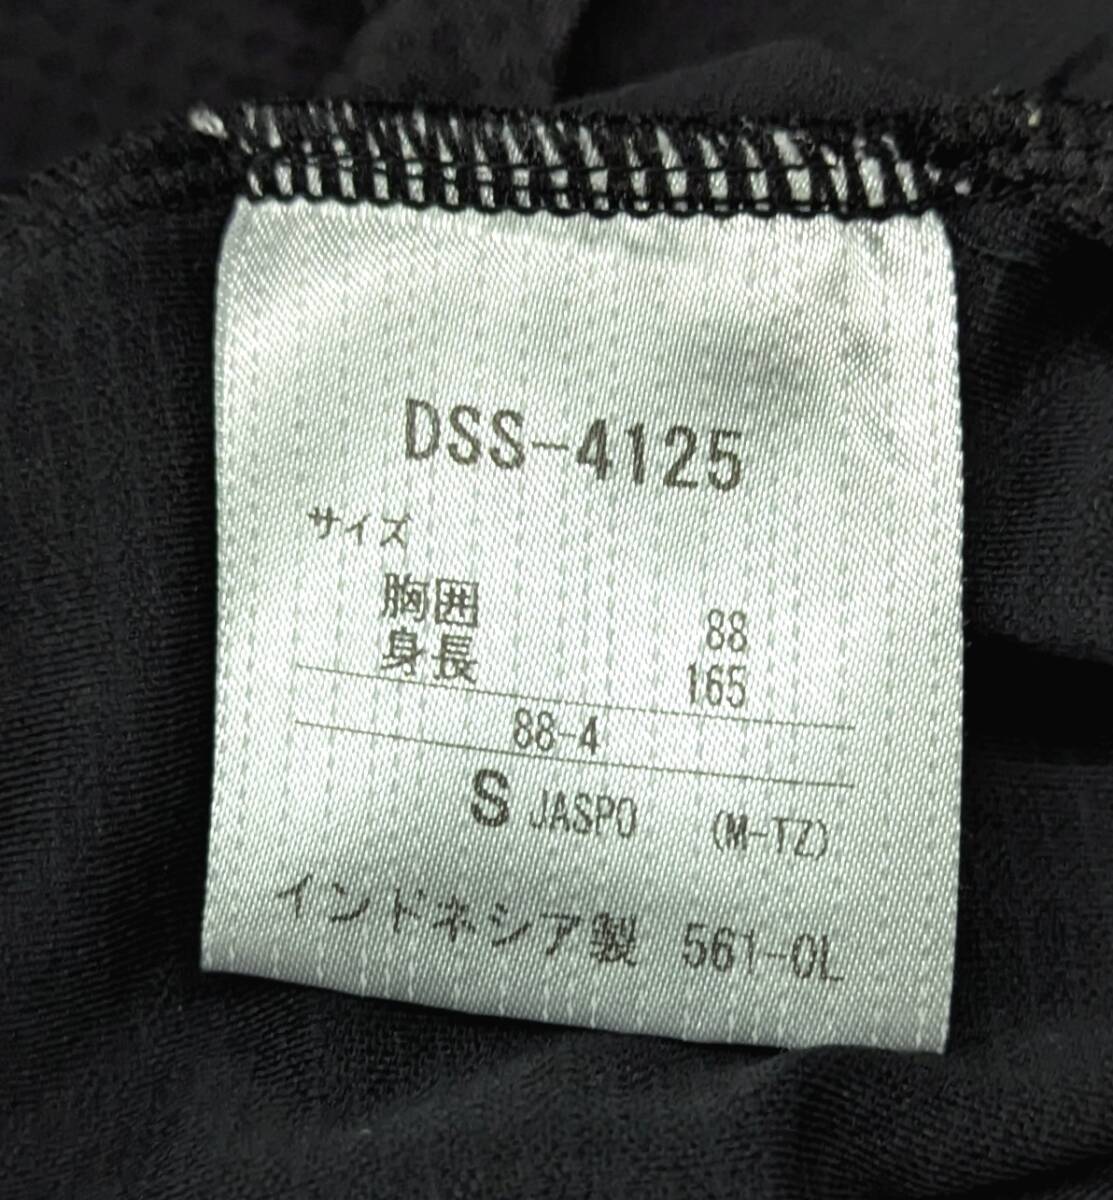 DSS-4125
サイズ
胸囲 88
身長 165
88-4
S JASPO (M-TZ)
インドネシア製 561-0L